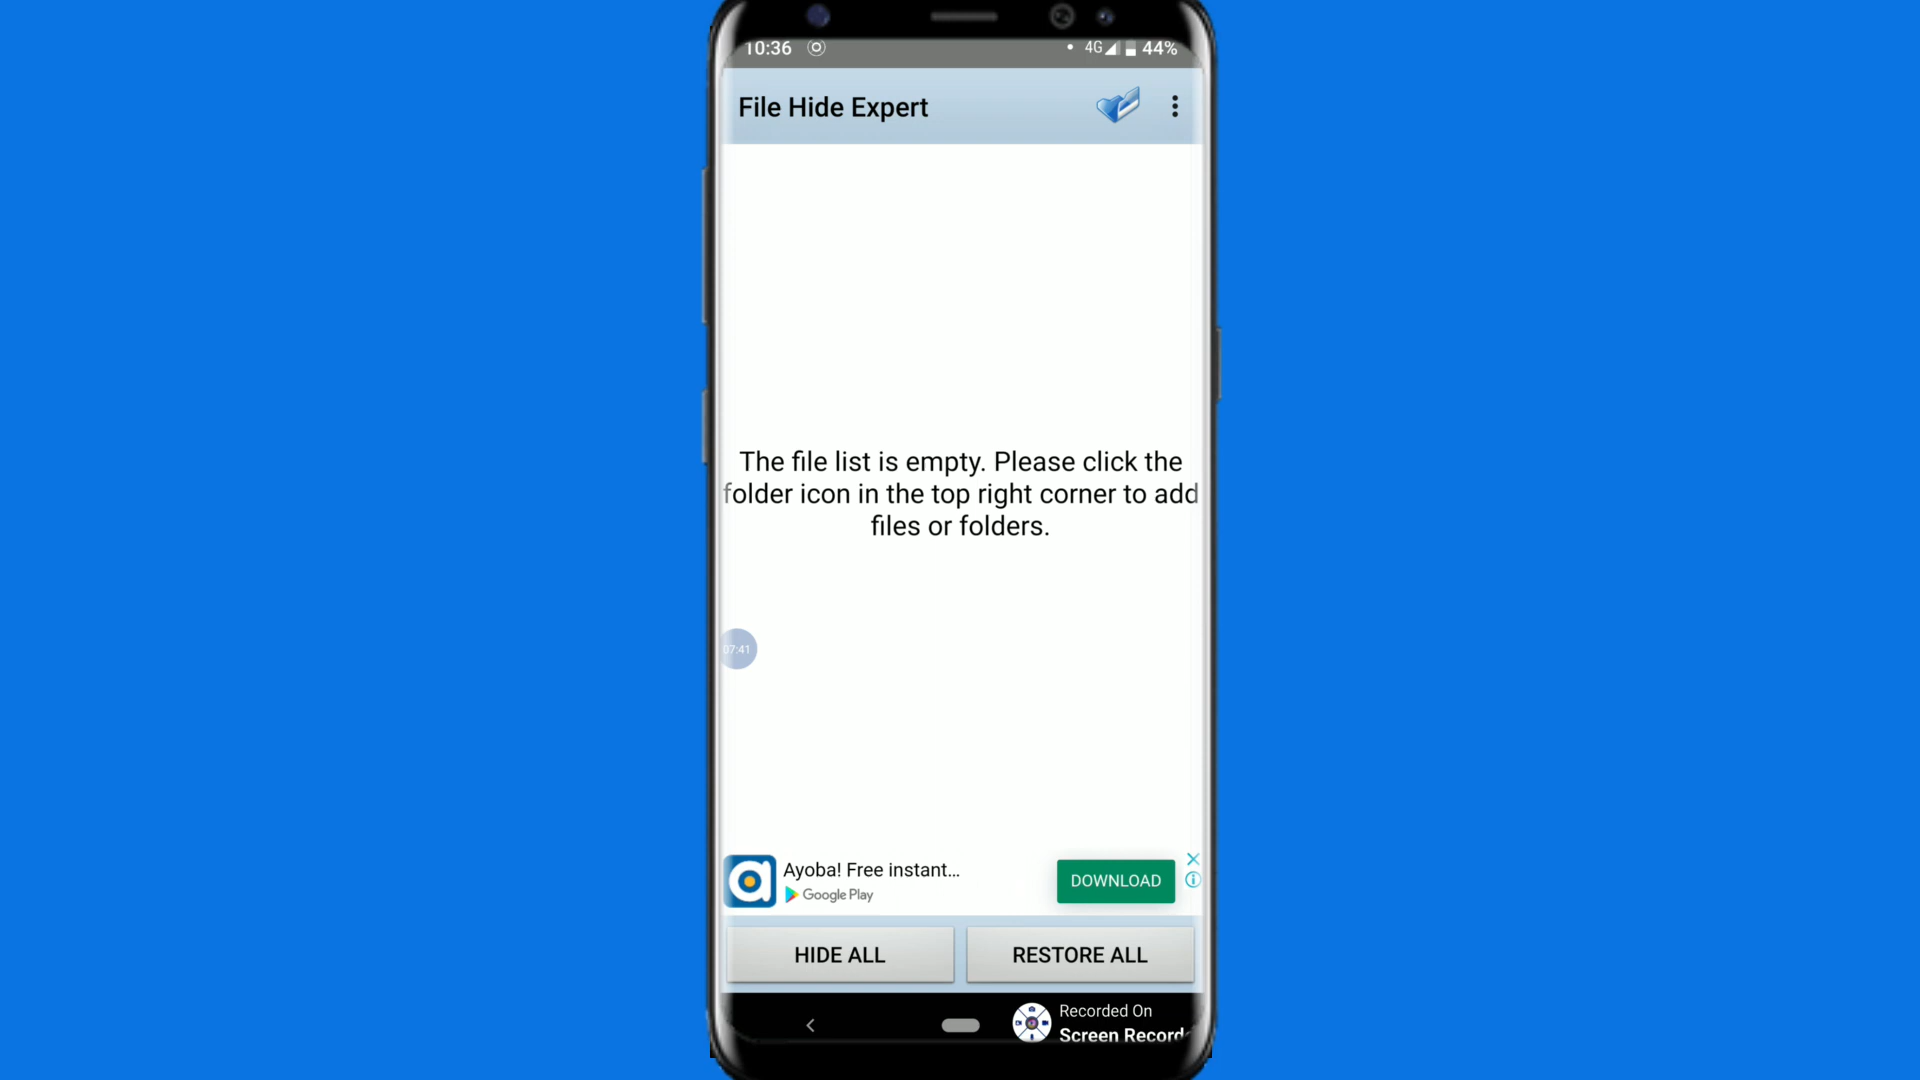 10:36
4G 44%
File Hide Expert
The file list is empty. Please click the
folder icon in the top right corner to add
files or folders.
07:41
Ayoba! Free instant...
Google Play
DOWNLOAD
HIDE ALL
RESTORE ALL
Recorded On
Screen Record